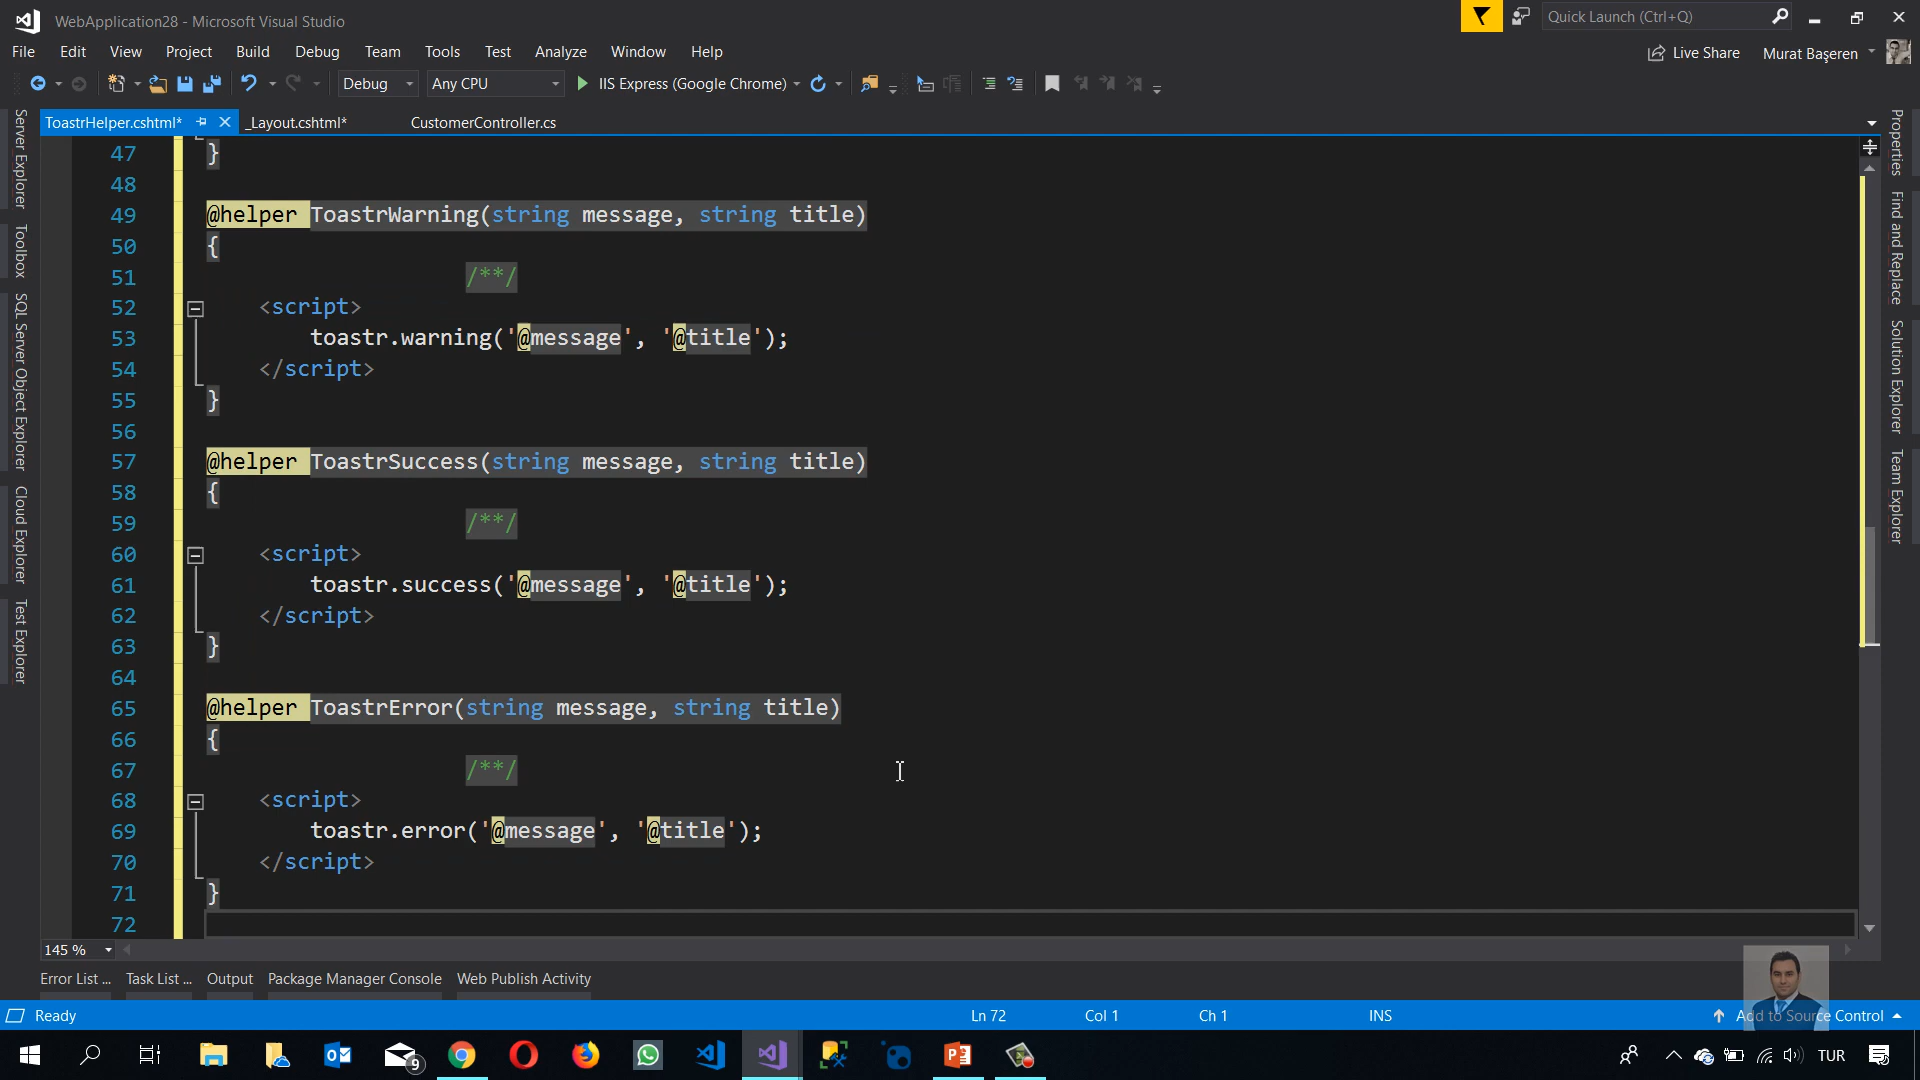 WebApplication28 - Microsoft Visual Studio
Quick Launch (Ctrl+Q)
File Edit View Project Build Debug Team Tools Test Analyze Window Help
Live Share Murat Başeren
Debug Any CPU IIS Express (Google Chrome)
ToastrHelper.cshtml* _Layout.cshtml* CustomerController.cs
Server Explorer
Toolbox
SQL Server Object Explorer
Cloud Explorer
Test Explorer
47 }
48
49 @helper ToastrWarning(string message, string title)
50 {
51 /**/
52 <script>
53 toastr.warning('@message', '@title');
54 </script>
55 }
56
57 @helper ToastrSuccess(string message, string title)
58 {
59 /**/
60 <script>
61 toastr.success('@message', '@title');
62 </script>
63 }
64
65 @helper ToastrError(string message, string title)
66 {
67 /**/
68 <script>
69 toastr.error('@message', '@title');
70 </script>
71 }
72
Properties
Find and Replace
Solution Explorer
Team Explorer
145 %
Error List ... Task List ... Output Package Manager Console Web Publish Activity
Ready Ln 72 Col 1 Ch 1 INS Add to Source Control
9 TUR